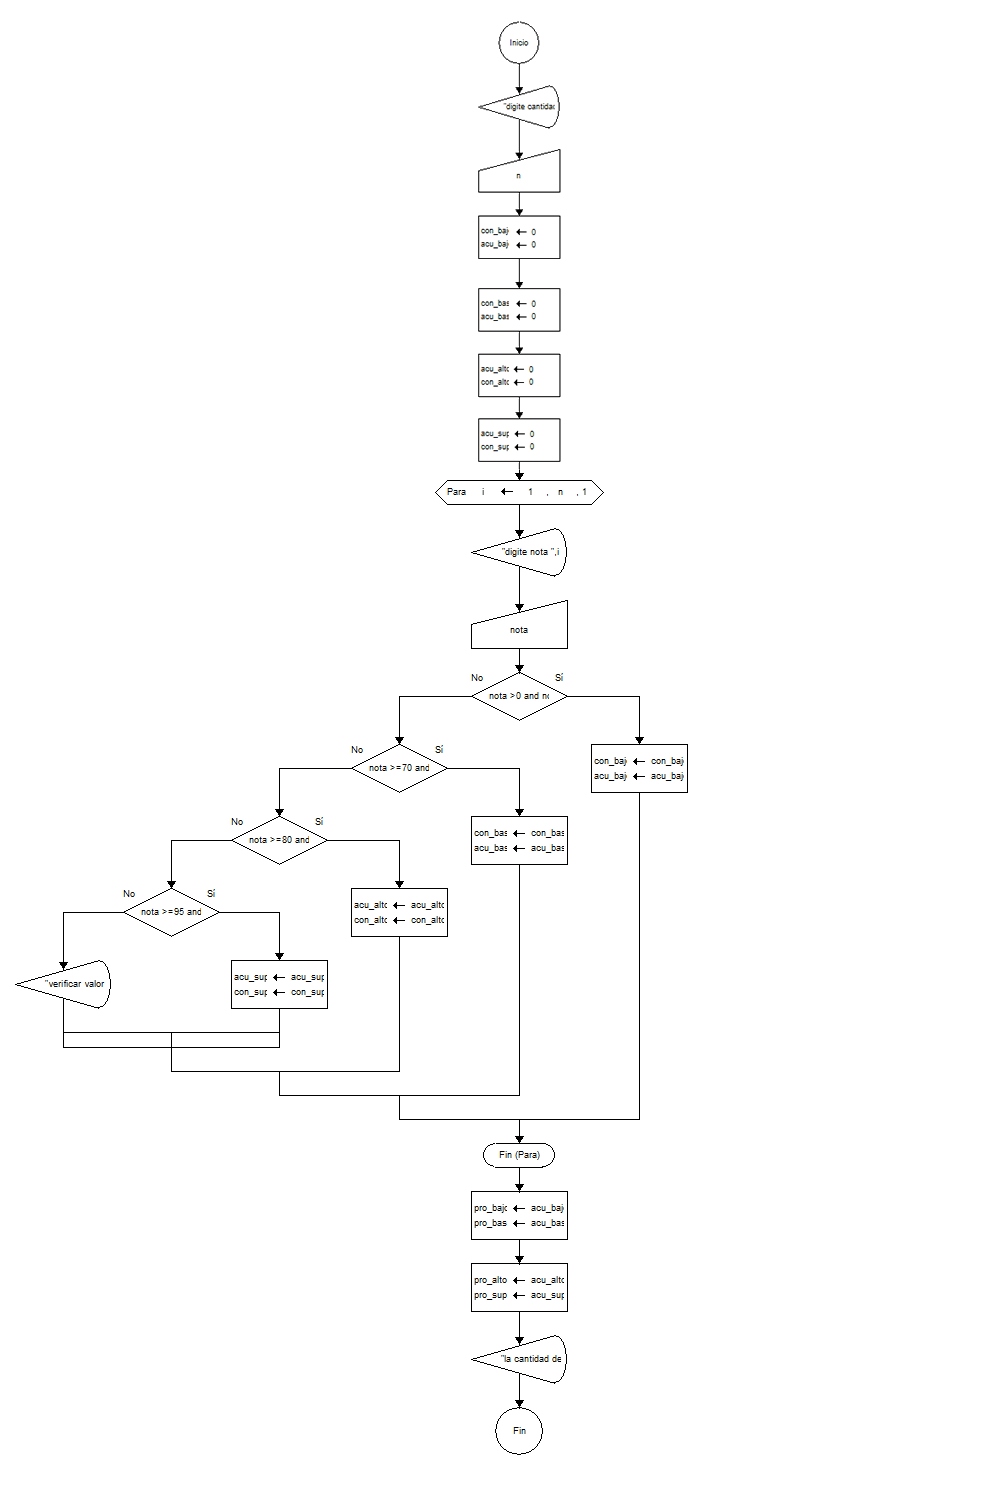 Inicio
"digite cantidac
n
con_baj ← 0
acu_baj ← 0
con_bas ← 0
acu_bas ← 0
acu_altc ← 0
con_altc ← 0
acu_sup ← 0
con_sup ← 0
Para i ← 1 , n , 1
"digite nota ",i
nota
No Sí
nota >0 and nc
No Sí
nota >=70 and
con_baj ← con_baj
acu_baj ← acu_baj
No Sí
nota >=80 and
con_bas ← con_bas
acu_bas ← acu_bas
No Sí
nota >=95 and
acu_altc ← acu_altc
con_altc ← con_altc
"verificar valor
acu_sup ← acu_sup
con_sup ← con_sup
Fin (Para)
pro_bajc ← acu_baj
pro_bas ← acu_bas
pro_alto ← acu_altc
pro_sup ← acu_sup
"la cantidad de
Fin